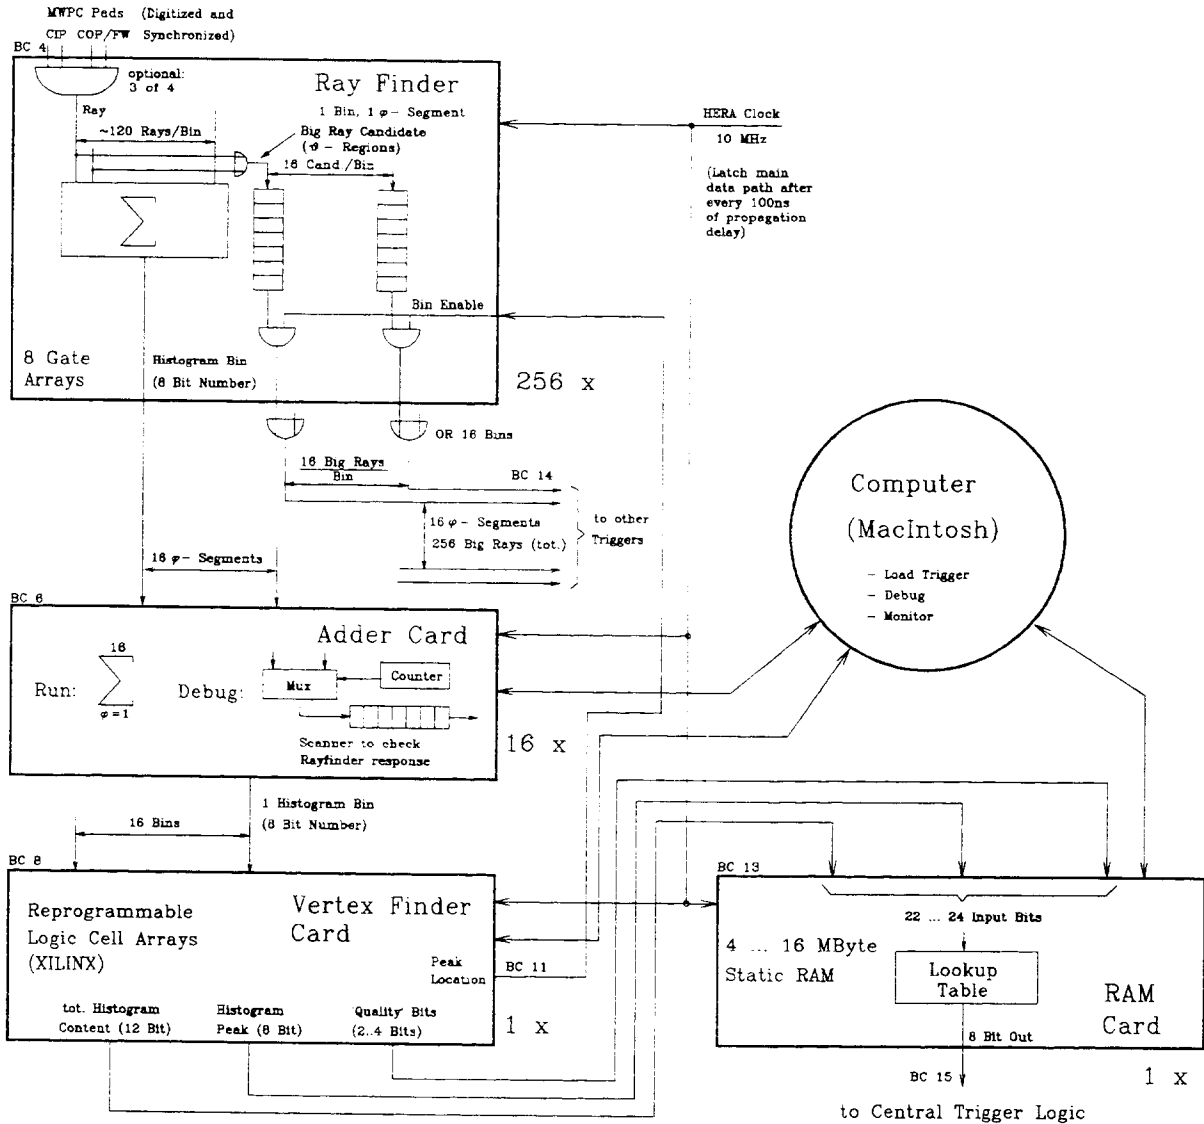 MWPC Pads (Digitized and
CIP COP/FW Synchronized)
BC 4
optional:
3 of 4
Ray Finder
1 Bin, 1 φ - Segment
Ray
~120 Rays/Bin
Big Ray Candidate
(ϑ - Regions)
16 Cand /Bin
Σ
Bin Enable
8 Gate
Arrays
Histogram Bin
(8 Bit Number)
256 x
HERA Clock
10 MHz
(Latch main
data path after
every 100ns
of propagation
delay)
OR 16 Bins
16 Big Rays
Bin
BC 14
16 φ - Segments
256 Big Rays (tot.)
to other
Triggers
16 φ - Segments
Computer
(MacIntosh)
- Load Trigger
- Debug
- Monitor
BC 6
Adder Card
Run:
16
Σ
φ=1
Debug:
Mux
Counter
Scanner to check
Rayfinder response
16 x
1 Histogram Bin
(8 Bit Number)
16 Bins
BC 8
Reprogrammable
Logic Cell Arrays
(XILINX)
Vertex Finder
Card
Peak
Location
BC 11
tot. Histogram
Content (12 Bit)
Histogram
Peak (8 Bit)
Quality Bits
(2..4 Bits)
1 x
BC 13
22 ... 24 Input Bits
4 ... 16 MByte
Static RAM
Lookup
Table
RAM
Card
8 Bit Out
BC 15
1 x
to Central Trigger Logic